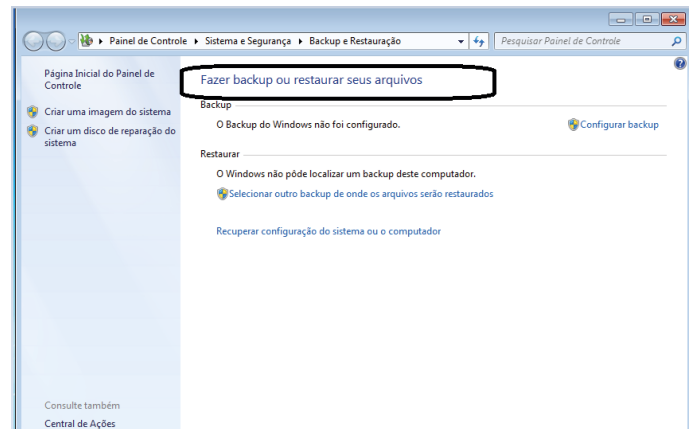 Painel de Controle ▸ Sistema e Segurança ▸ Backup e Restauração
Pesquisar Painel de Controle
Página Inicial do Painel de
Controle
Criar uma imagem do sistema
Criar um disco de reparação do
sistema
Fazer backup ou restaurar seus arquivos
Backup
O Backup do Windows não foi configurado.
Configurar backup
Restaurar
O Windows não pôde localizar um backup deste computador.
Selecionar outro backup de onde os arquivos serão restaurados
Recuperar configuração do sistema ou o computador
Consulte também
Central de Ações